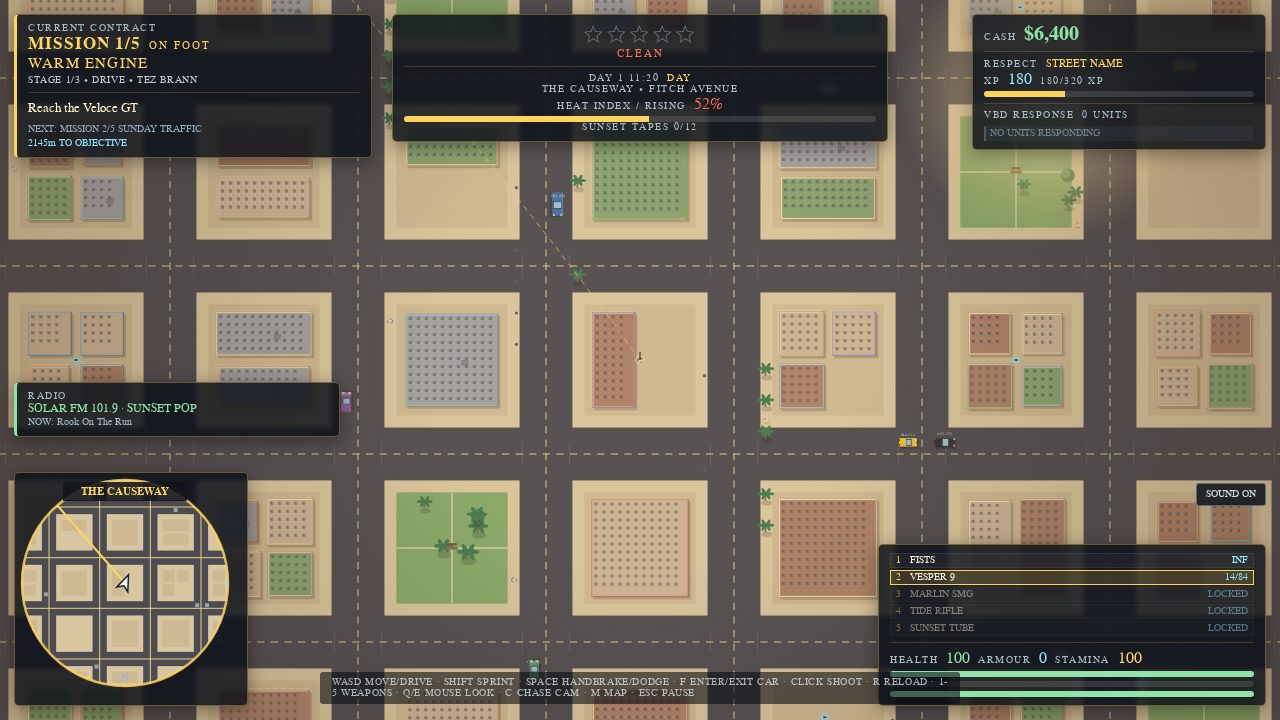 CURRENT CONTRACT
MISSION 1/5 ON FOOT
WARM ENGINE
STAGE 1/3 • DRIVE • TEZ BRANN
Reach the Veloce GT
NEXT: MISSION 2/5 SUNDAY TRAFFIC
2145m TO OBJECTIVE
CLEAN
DAY 1 11:20 DAY
THE CAUSEWAY • FITCH AVENUE
HEAT INDEX / RISING 52%
SUNSET TAPES 0/12
CASH $6,400
RESPECT STREET NAME
XP 180 180/320 XP
VBD RESPONSE 0 UNITS
NO UNITS RESPONDING
RADIO
SOLAR FM 101.9 · SUNSET POP
NOW: Rook On The Run
THE CAUSEWAY
SOUND ON
1 FISTS INF
2 VESPER 9 14/84
3 MARLIN SMG LOCKED
4 TIDE RIFLE LOCKED
5 SUNSET TUBE LOCKED
HEALTH 100 ARMOUR 0 STAMINA 100
WASD MOVE/DRIVE · SHIFT SPRINT · SPACE HANDBRAKE/DODGE · F ENTER/EXIT CAR · CLICK SHOOT · R RELOAD · 1-
5 WEAPONS · Q/E MOUSE LOOK · C CHASE CAM · M MAP · ESC PAUSE